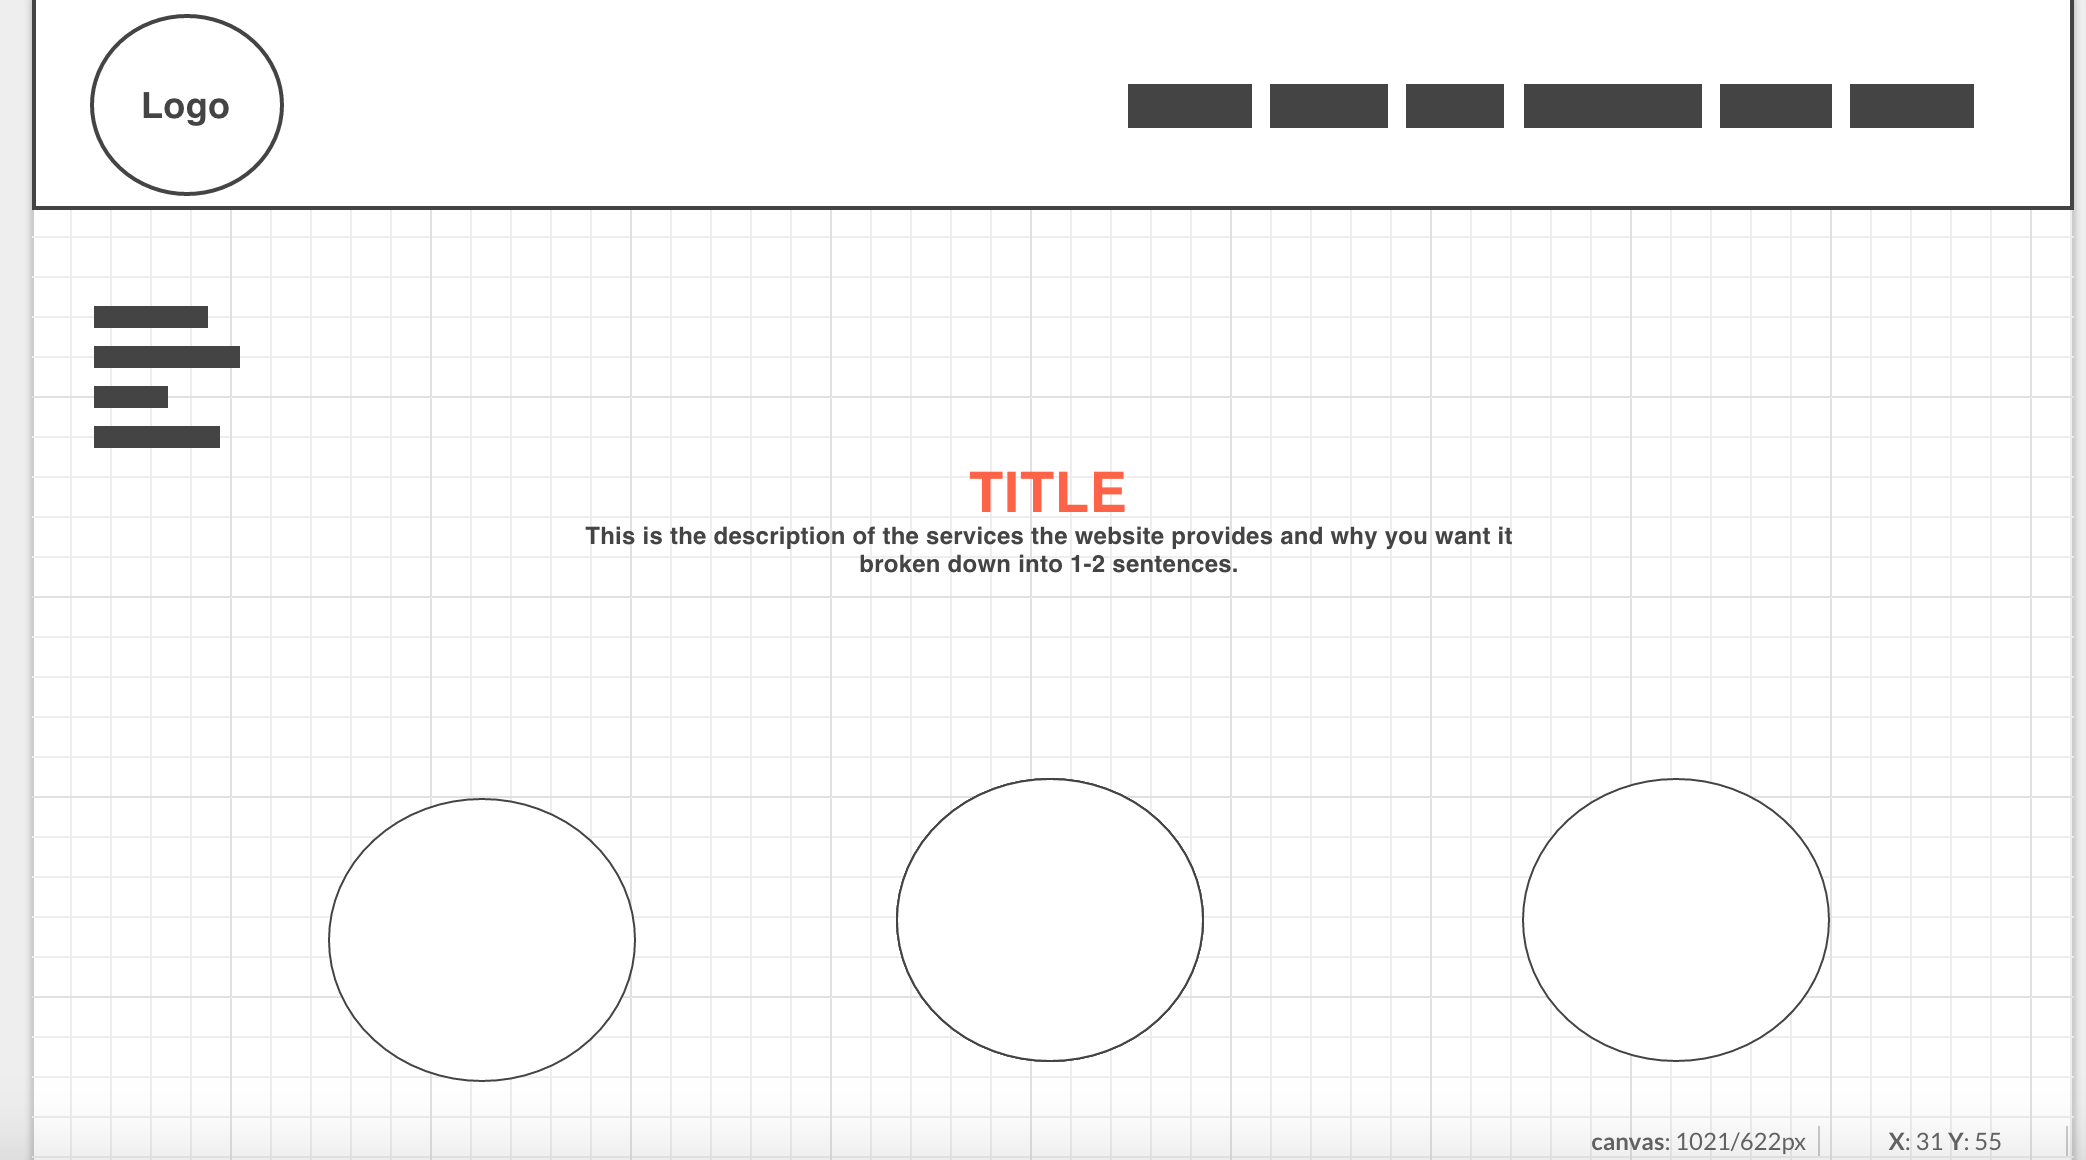 Logo
TITLE
This is the description of the services the website provides and why you want it
broken down into 1-2 sentences.
canvas: 1021/622px X: 31 Y: 55